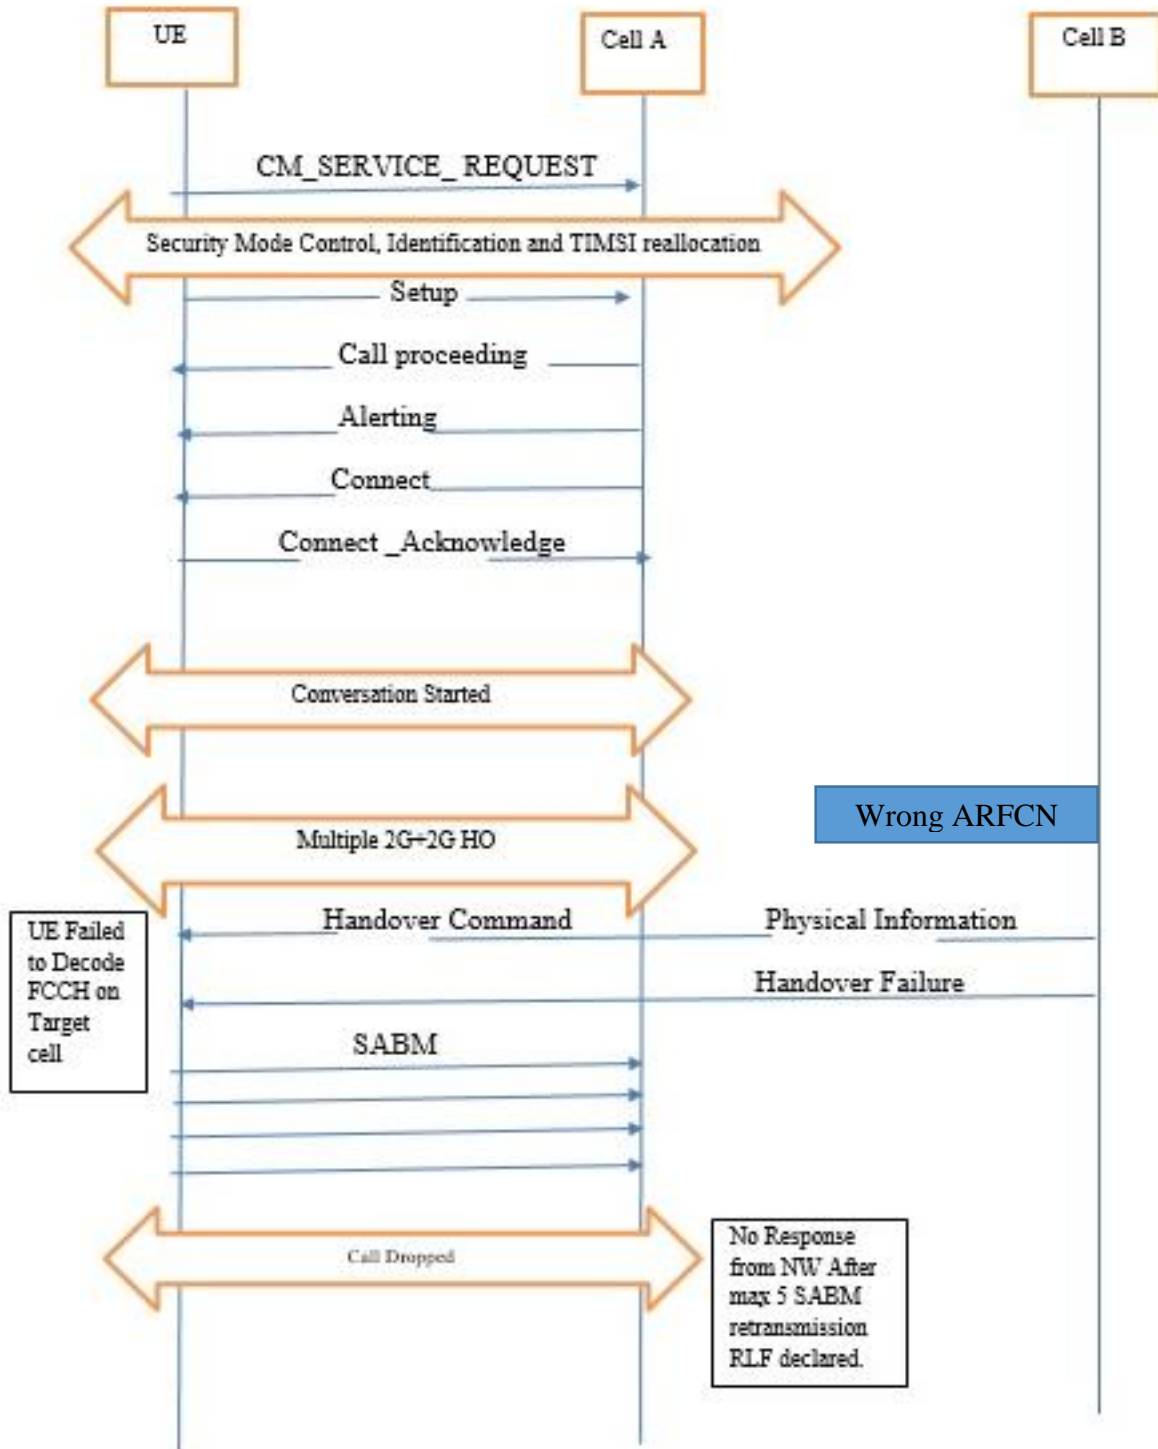 UE
Cell A
Cell B
CM_SERVICE_ REQUEST
Security Mode Control, Identification and TIMSI reallocation
Setup
Call proceeding
Alerting
Connect
Connect _Acknowledge
Conversation Started
Wrong ARFCN
Multiple 2G+2G HO
Handover Command
Physical Information
UE Failed
to Decode
FCCH on
Target
cell
Handover Failure
SABM
Call Dropped
No Response
from NW After
max 5 SABM
retransmission
RLF declared.